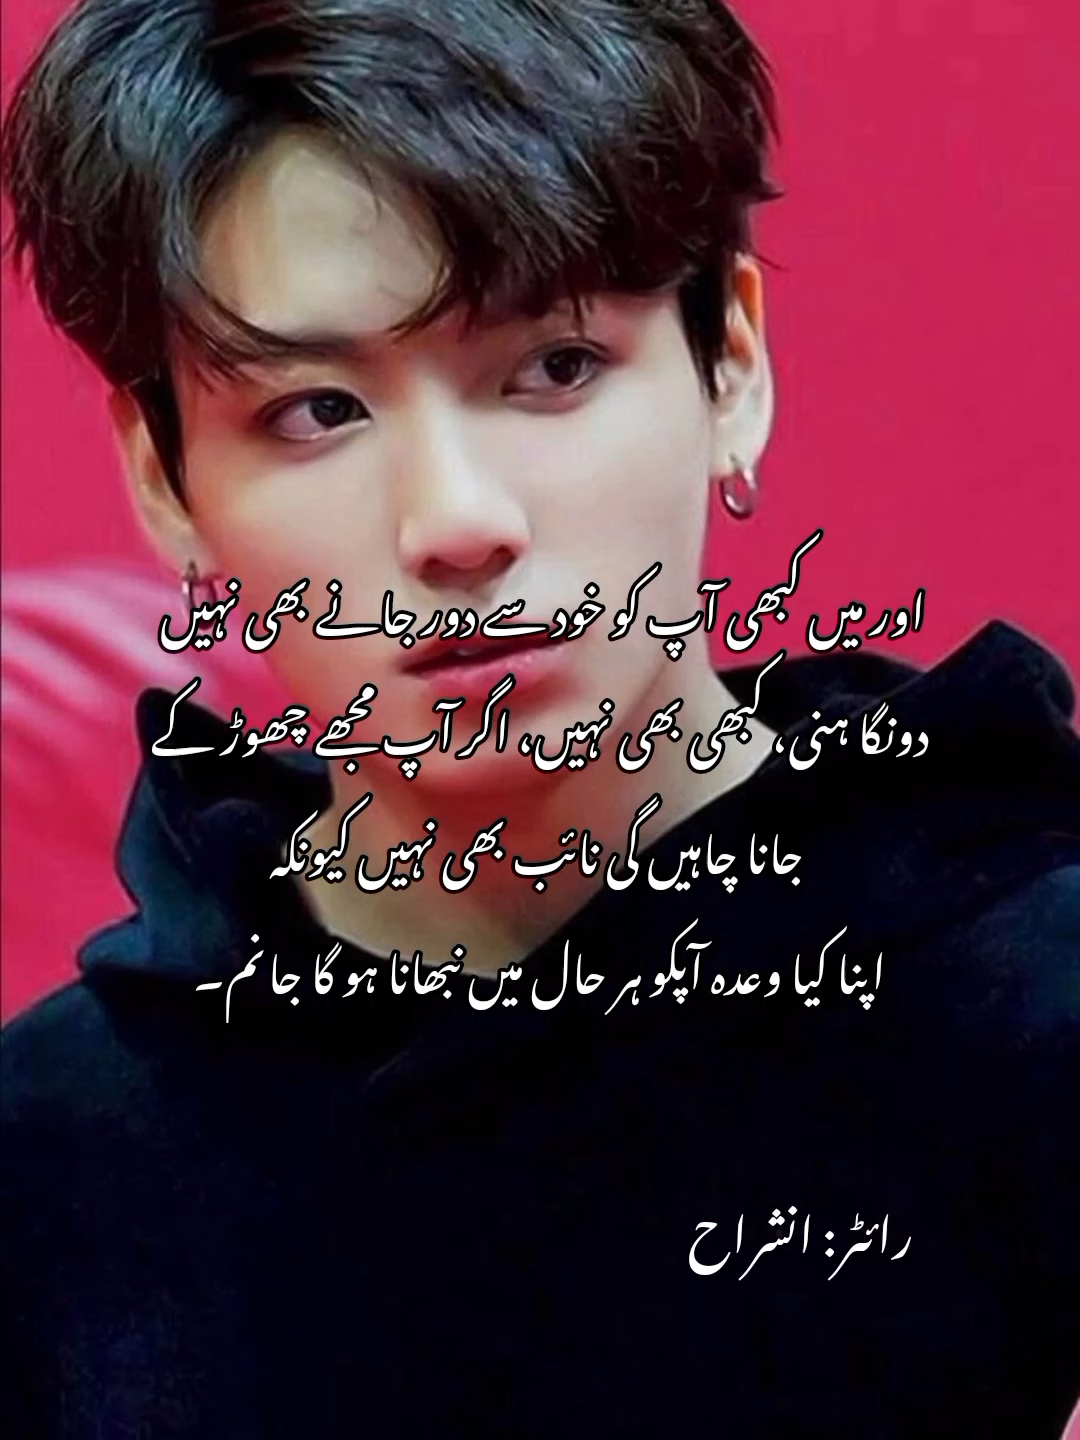 اور میں کبھی آپ کو خود سے دور جانے بھی نہیں
دونگا ہنی، کبھی بھی نہیں، اگر آپ مجھے چھوڑ کے
جانا چاہیں گی نائب بھی نہیں کیونکہ
اپنا کیا وعدہ آپکو ہر حال میں نبھانا ہو گا جانم۔
رائٹر: انشراح